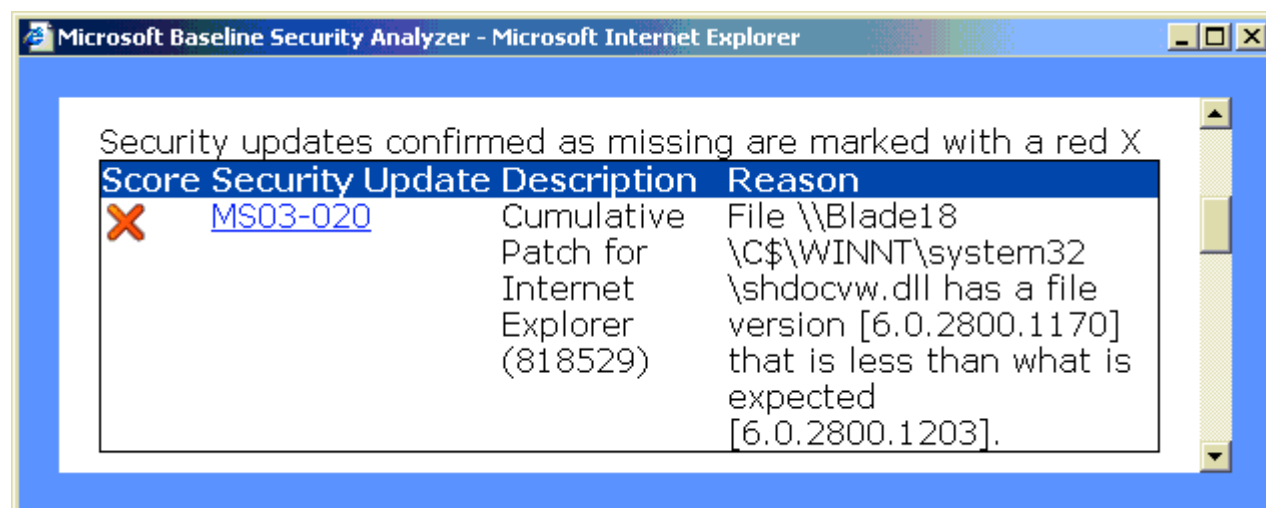 Microsoft Baseline Security Analyzer - Microsoft Internet Explorer
Security updates confirmed as missing are marked with a red X
Score Security Update Description Reason
MS03-020 Cumulative File \\Blade18
Patch for \C$\WINNT\system32
Internet \shdocvw.dll has a file
Explorer version [6.0.2800.1170]
(818529) that is less than what is
expected
[6.0.2800.1203].